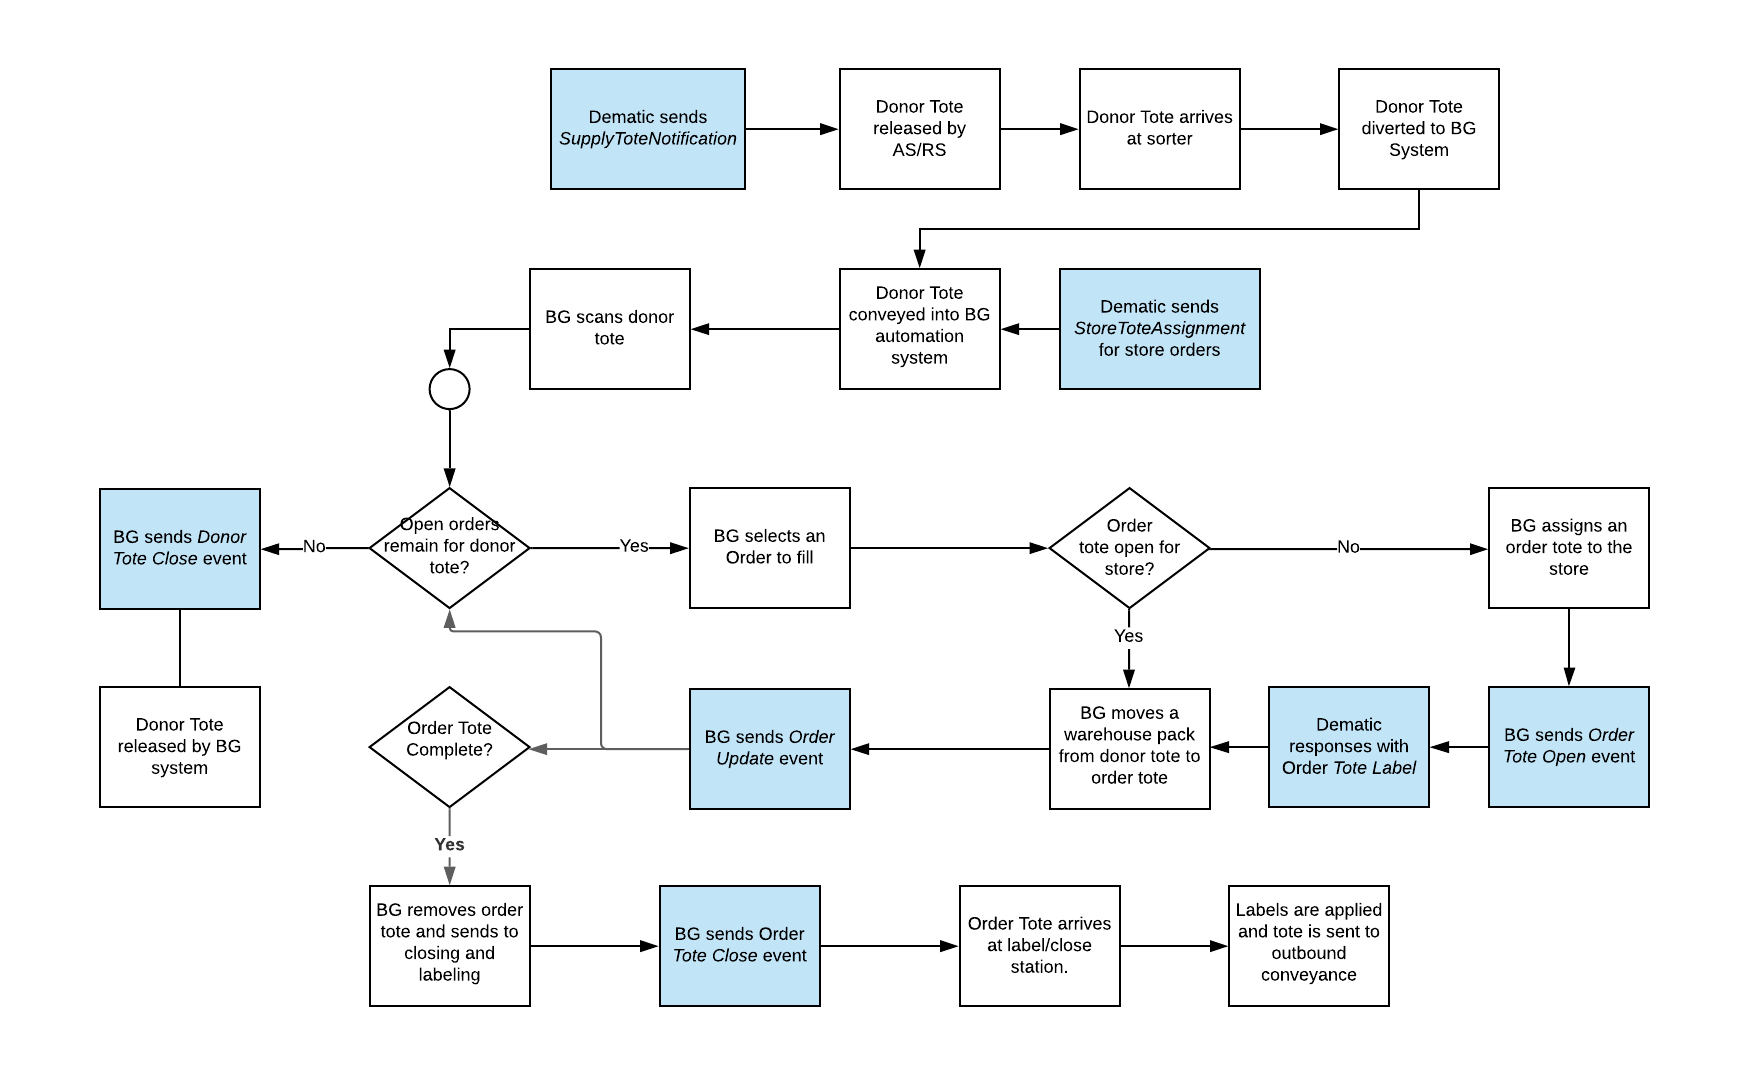 Dematic sends
SupplyToteNotification
Donor Tote
released by
AS/RS
Donor Tote arrives
at sorter
Donor Tote
diverted to BG
System
BG scans donor
tote
Donor Tote
conveyed into BG
automation
system
Dematic sends
StoreToteAssignment
for store orders
BG sends Donor
Tote Close event
No
Open orders
remain for donor
tote?
Yes
BG selects an
Order to fill
Order
tote open for
store?
No
BG assigns an
order tote to the
store
Yes
Donor Tote
released by BG
system
Order Tote
Complete?
BG sends Order
Update event
BG moves a
warehouse pack
from donor tote to
order tote
Dematic
responses with
Order Tote Label
BG sends Order
Tote Open event
Yes
BG removes order
tote and sends to
closing and
labeling
BG sends Order
Tote Close event
Order Tote arrives
at label/close
station.
Labels are applied
and tote is sent to
outbound
conveyance